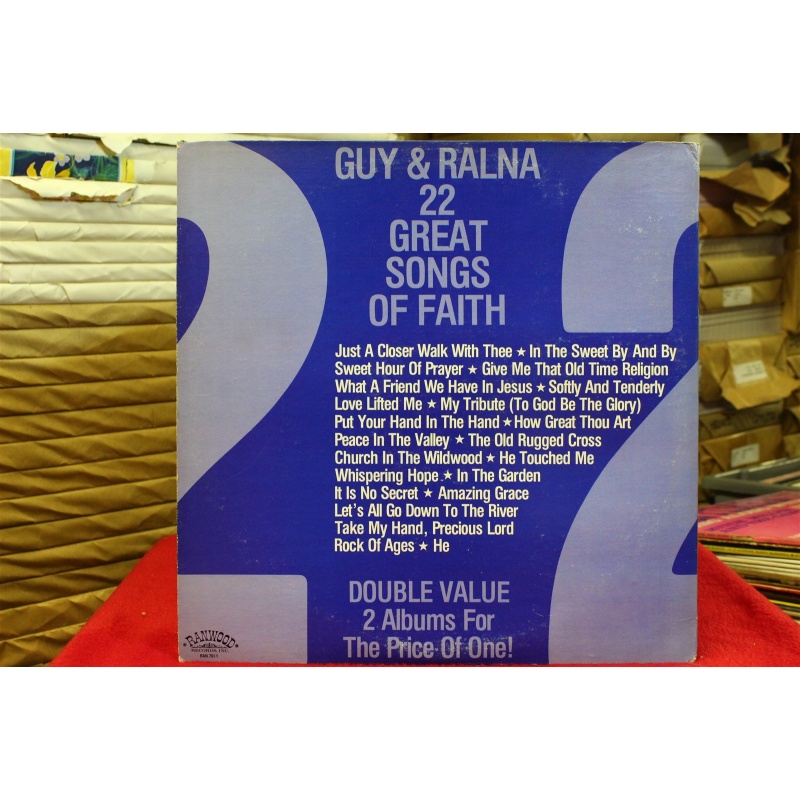 GUY & RALNA
22
GREAT
SONGS
OF FAITH
Just A Closer Walk With Thee ★ In The Sweet By And By
Sweet Hour Of Prayer ★ Give Me That Old Time Religion
What A Friend We Have In Jesus ★ Softly And Tenderly
Love Lifted Me ★ My Tribute (To God Be The Glory)
Put Your Hand In The Hand ★ How Great Thou Art
Peace In The Valley ★ The Old Rugged Cross
Church In The Wildwood ★ He Touched Me
Whispering Hope ★ In The Garden
It Is No Secret ★ Amazing Grace
Let's All Go Down To The River
Take My Hand, Precious Lord
Rock Of Ages ★ He
DOUBLE VALUE
2 Albums For
The Price Of One!
22
RANWOOD
RECORDS, INC.